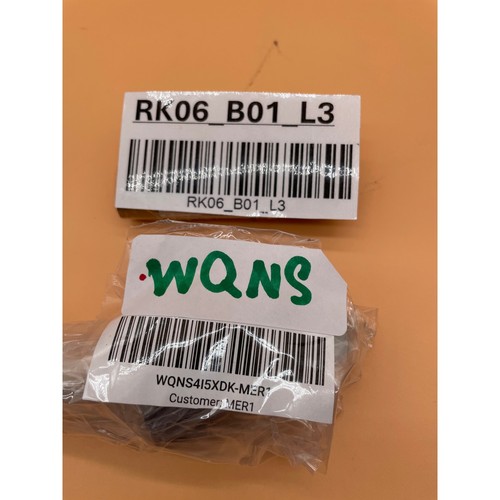 RK06_B01_L3
RK06_B01_L3
WQNS
WQNS4I5XDK-MER1
Customer:MER1